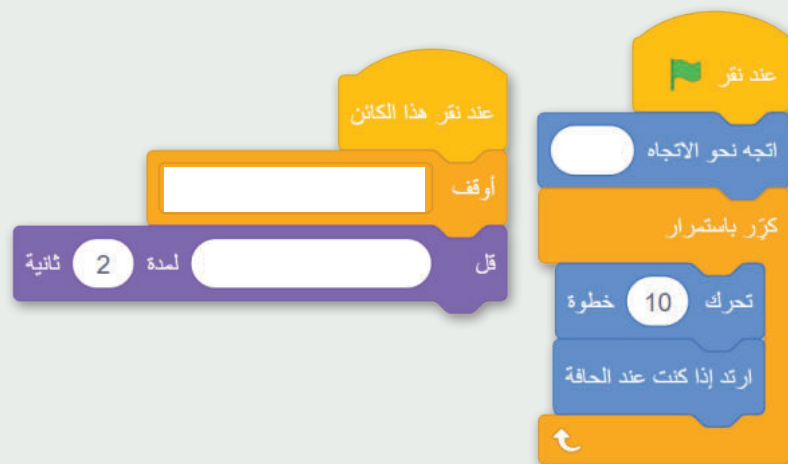 عند نقر
اتجه نحو الاتجاه
كرّر باستمرار
تحرك 10 خطوة
ارتد إذا كنت عند الحافة
عند نقر هذا الكائن
أوقف
قل لمدة 2 ثانية